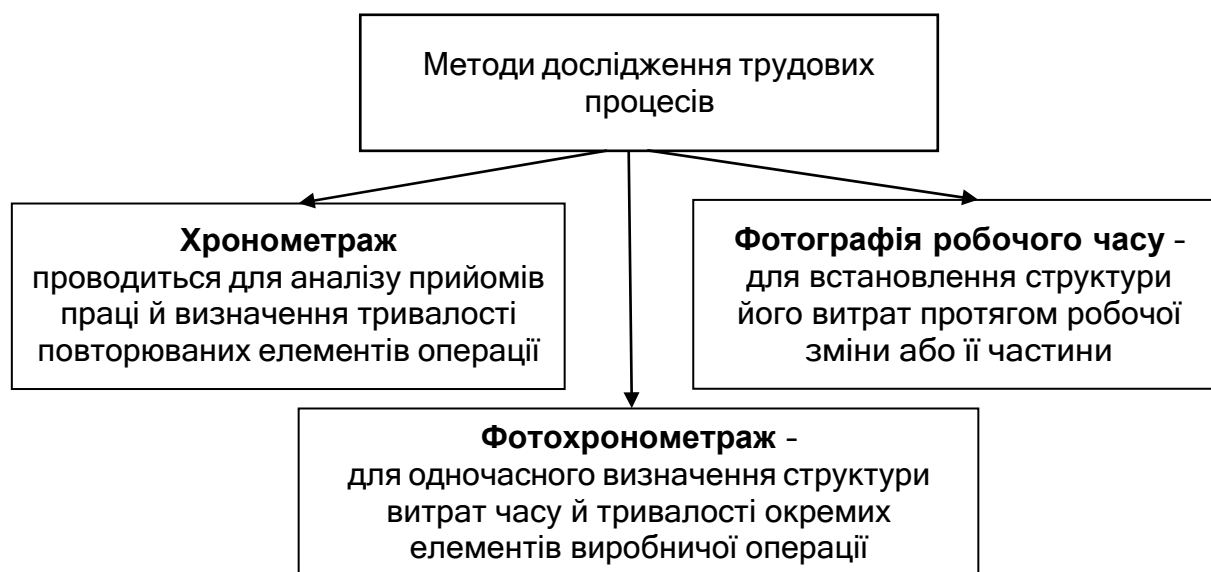 Методи дослідження трудових
процесів
Хронометраж
проводиться для аналізу прийомів
праці й визначення тривалості
повторюваних елементів операції
Фотографія робочого часу -
для встановлення структури
його витрат протягом робочої
зміни або її частини
Фотохронометраж -
для одночасного визначення структури
витрат часу й тривалості окремих
елементів виробничої операції